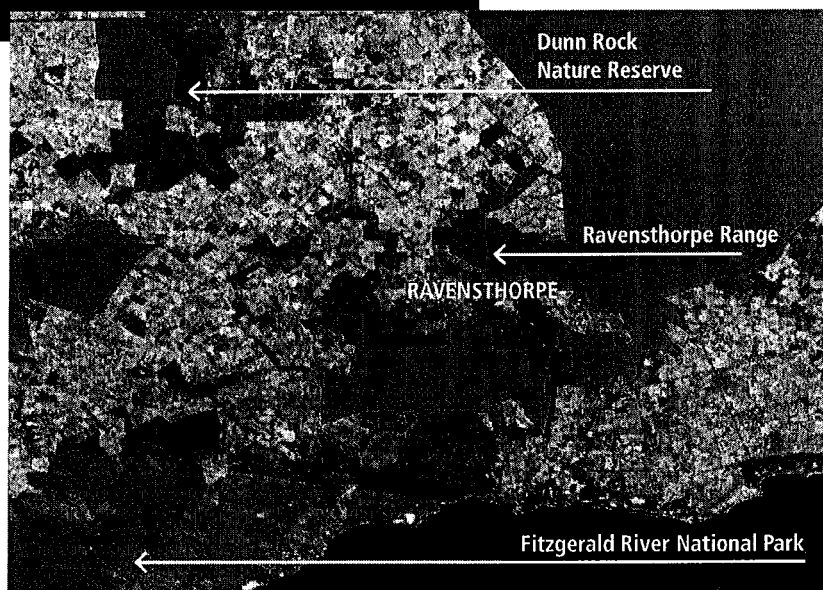 Dunn Rock
Nature Reserve
Ravensthorpe Range
RAVENSTHORPE
Fitzgerald River National Park